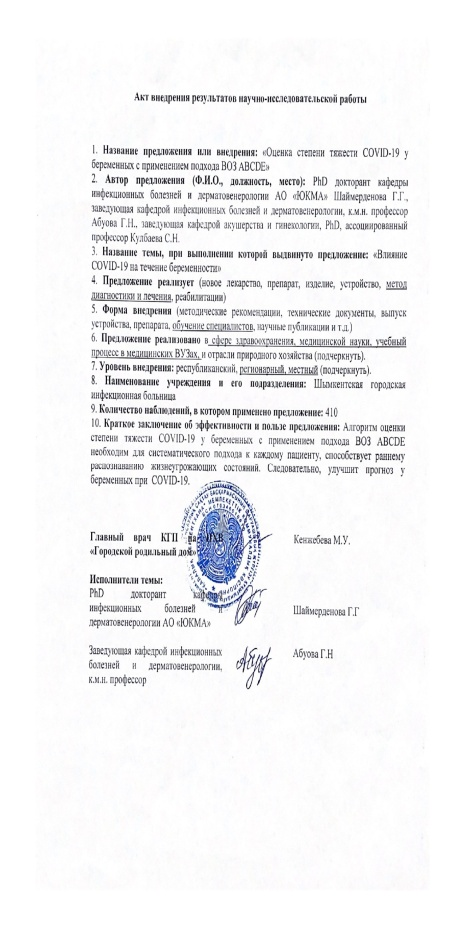 Акт внедрения результатов научно-исследовательской работы
1. Название предложения или внедрения: «Оценка степени тяжести COVID-19 у
беременных с применением подхода ВОЗ ABCDE»
2. Автор предложения (Ф.И.О., должность, место): PhD докторант кафедры
инфекционных болезней и дерматовенерологии АО «ЮКМА» Шаймерденова Г.Г.,
заведующая кафедрой инфекционных болезней и дерматовенерологии, к.м.н. профессор
Абуова Г.Н., заведующая кафедрой акушерства и гинекологии, PhD, ассоциированный
профессор Кулбаева С.Н.
3. Название темы, при выполнении которой выдвинуто предложение: «Влияние
COVID-19 на течение беременности»
4. Предложение реализует (новое лекарство, препарат, изделие, устройство, метод
диагностики и лечения, реабилитации)
5. Форма внедрения (методические рекомендации, технические документы, выпуск
устройства, препарата, обучение специалистов, научные публикации и т.д.)
6. Предложение реализовано в сфере здравоохранения, медицинской науки, учебный
процесс в медицинских ВУЗах, и отрасли природного хозяйства (подчеркнуть).
7. Уровень внедрения: республиканский, регионарный, местный (подчеркнуть).
8. Наименование учреждения и его подразделения: Шымкентская городская
инфекционная больница
9. Количество наблюдений, в котором применено предложение: 410
10. Краткое заключение об эффективности и пользе предложения: Алгоритм оценки
степени тяжести COVID-19 у беременных с применением подхода ВОЗ ABCDE
необходим для систематического подхода к каждому пациенту, способствует раннему
распознаванию жизнеугрожающих состояний. Следовательно, улучшит прогноз у
беременных при COVID-19.
Главный врач КГП на ПХВ
«Городской родильный дом» Кенжебева М.У.
Исполнители темы:
PhD докторант кафедры
инфекционных болезней и
дерматовенерологии АО «ЮКМА» Шаймерденова Г.Г
Заведующая кафедрой инфекционных Абуова Г.Н
болезней и дерматовенерологии,
к.м.н. профессор